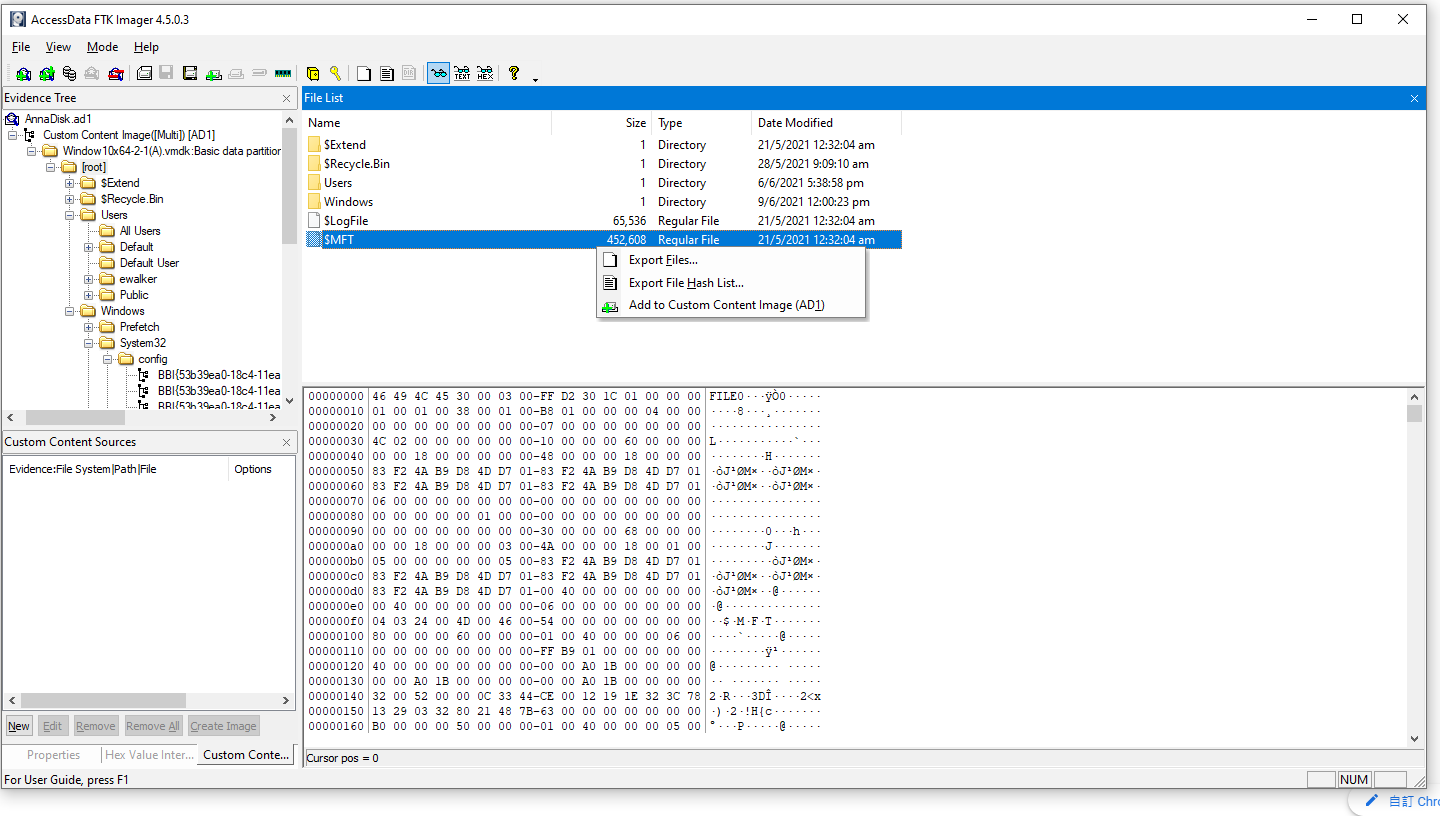 AccessData FTK Imager 4.5.0.3
File View Mode Help
Evidence Tree
AnnaDisk.ad1
Custom Content Image([Multi]) [AD1]
Window10x64-2-1(A).vmdk:Basic data partition
[root]
$Extend
$Recycle.Bin
Users
All Users
Default
Default User
ewalker
Public
Windows
Prefetch
System32
config
BBI{53b39ea0-18c4-11ea
BBI{53b39ea0-18c4-11ea
BBI{53b39ea0-18c4-11ea
Custom Content Sources
Evidence:File System|Path|File Options
New Edit Remove Remove All Create Image
Properties Hex Value Inter... Custom Conte...
For User Guide, press F1
File List
Name Size Type Date Modified
$Extend 1 Directory 21/5/2021 12:32:04 am
$Recycle.Bin 1 Directory 28/5/2021 9:09:10 am
Users 1 Directory 6/6/2021 5:38:58 pm
Windows 1 Directory 9/6/2021 12:00:23 pm
$LogFile 65,536 Regular File 21/5/2021 12:32:04 am
$MFT 452,608 Regular File 21/5/2021 12:32:04 am
Export Files...
Export File Hash List...
Add to Custom Content Image (AD1)
00000000 46 49 4C 45 30 00 03 00-FF D2 30 1C 01 00 00 00 FILE0···ÿÒ0·····
00000010 01 00 01 00 38 00 01 00-B8 01 00 00 00 04 00 00 ····8···¸·······
00000020 00 00 00 00 00 00 00 00-07 00 00 00 00 00 00 00 ················
00000030 4C 02 00 00 00 00 00 00-10 00 00 00 60 00 00 00 L···········`···
00000040 00 00 18 00 00 00 00 00-48 00 00 00 18 00 00 00 ········H·······
00000050 83 F2 4A B9 D8 4D D7 01-83 F2 4A B9 D8 4D D7 01 ·òJ¹ØM×··òJ¹ØM×·
00000060 83 F2 4A B9 D8 4D D7 01-83 F2 4A B9 D8 4D D7 01 ·òJ¹ØM×··òJ¹ØM×·
00000070 06 00 00 00 00 00 00 00-00 00 00 00 00 00 00 00 ················
00000080 00 00 00 00 00 01 00 00-00 00 00 00 00 00 00 00 ················
00000090 00 00 00 00 00 00 00 00-30 00 00 00 68 00 00 00 ········0···h···
000000a0 00 00 18 00 00 00 03 00-4A 00 00 00 18 00 01 00 ········J·······
000000b0 05 00 00 00 00 00 05 00-83 F2 4A B9 D8 4D D7 01 ·········òJ¹ØM×·
000000c0 83 F2 4A B9 D8 4D D7 01-83 F2 4A B9 D8 4D D7 01 ·òJ¹ØM×··òJ¹ØM×·
000000d0 83 F2 4A B9 D8 4D D7 01-00 40 00 00 00 00 00 00 ·òJ¹ØM×··@······
000000e0 00 40 00 00 00 00 00 00-06 00 00 00 00 00 00 00 ·@··············
000000f0 04 03 24 00 4D 00 46 00-54 00 00 00 00 00 00 00 ··$·M·F·T·······
00000100 80 00 00 00 60 00 00 00-01 00 40 00 00 00 06 00 ····`·····@·····
00000110 00 00 00 00 00 00 00 00-FF B9 01 00 00 00 00 00 ········ÿ¹······
00000120 40 00 00 00 00 00 00 00-00 00 A0 1B 00 00 00 00 @········· ·····
00000130 00 00 A0 1B 00 00 00 00-00 00 A0 1B 00 00 00 00 ·· ······· ·····
00000140 32 00 52 00 00 0C 33 44-CE 00 12 19 1E 32 3C 78 2·R···3DÎ····2<x
00000150 13 29 03 32 80 21 48 7B-63 00 00 00 00 00 00 00 ·)·2·!H{c·······
00000160 B0 00 00 00 50 00 00 00-01 00 40 00 00 00 05 00 °···P·····@·····
Cursor pos = 0
NUM
自訂 Chro